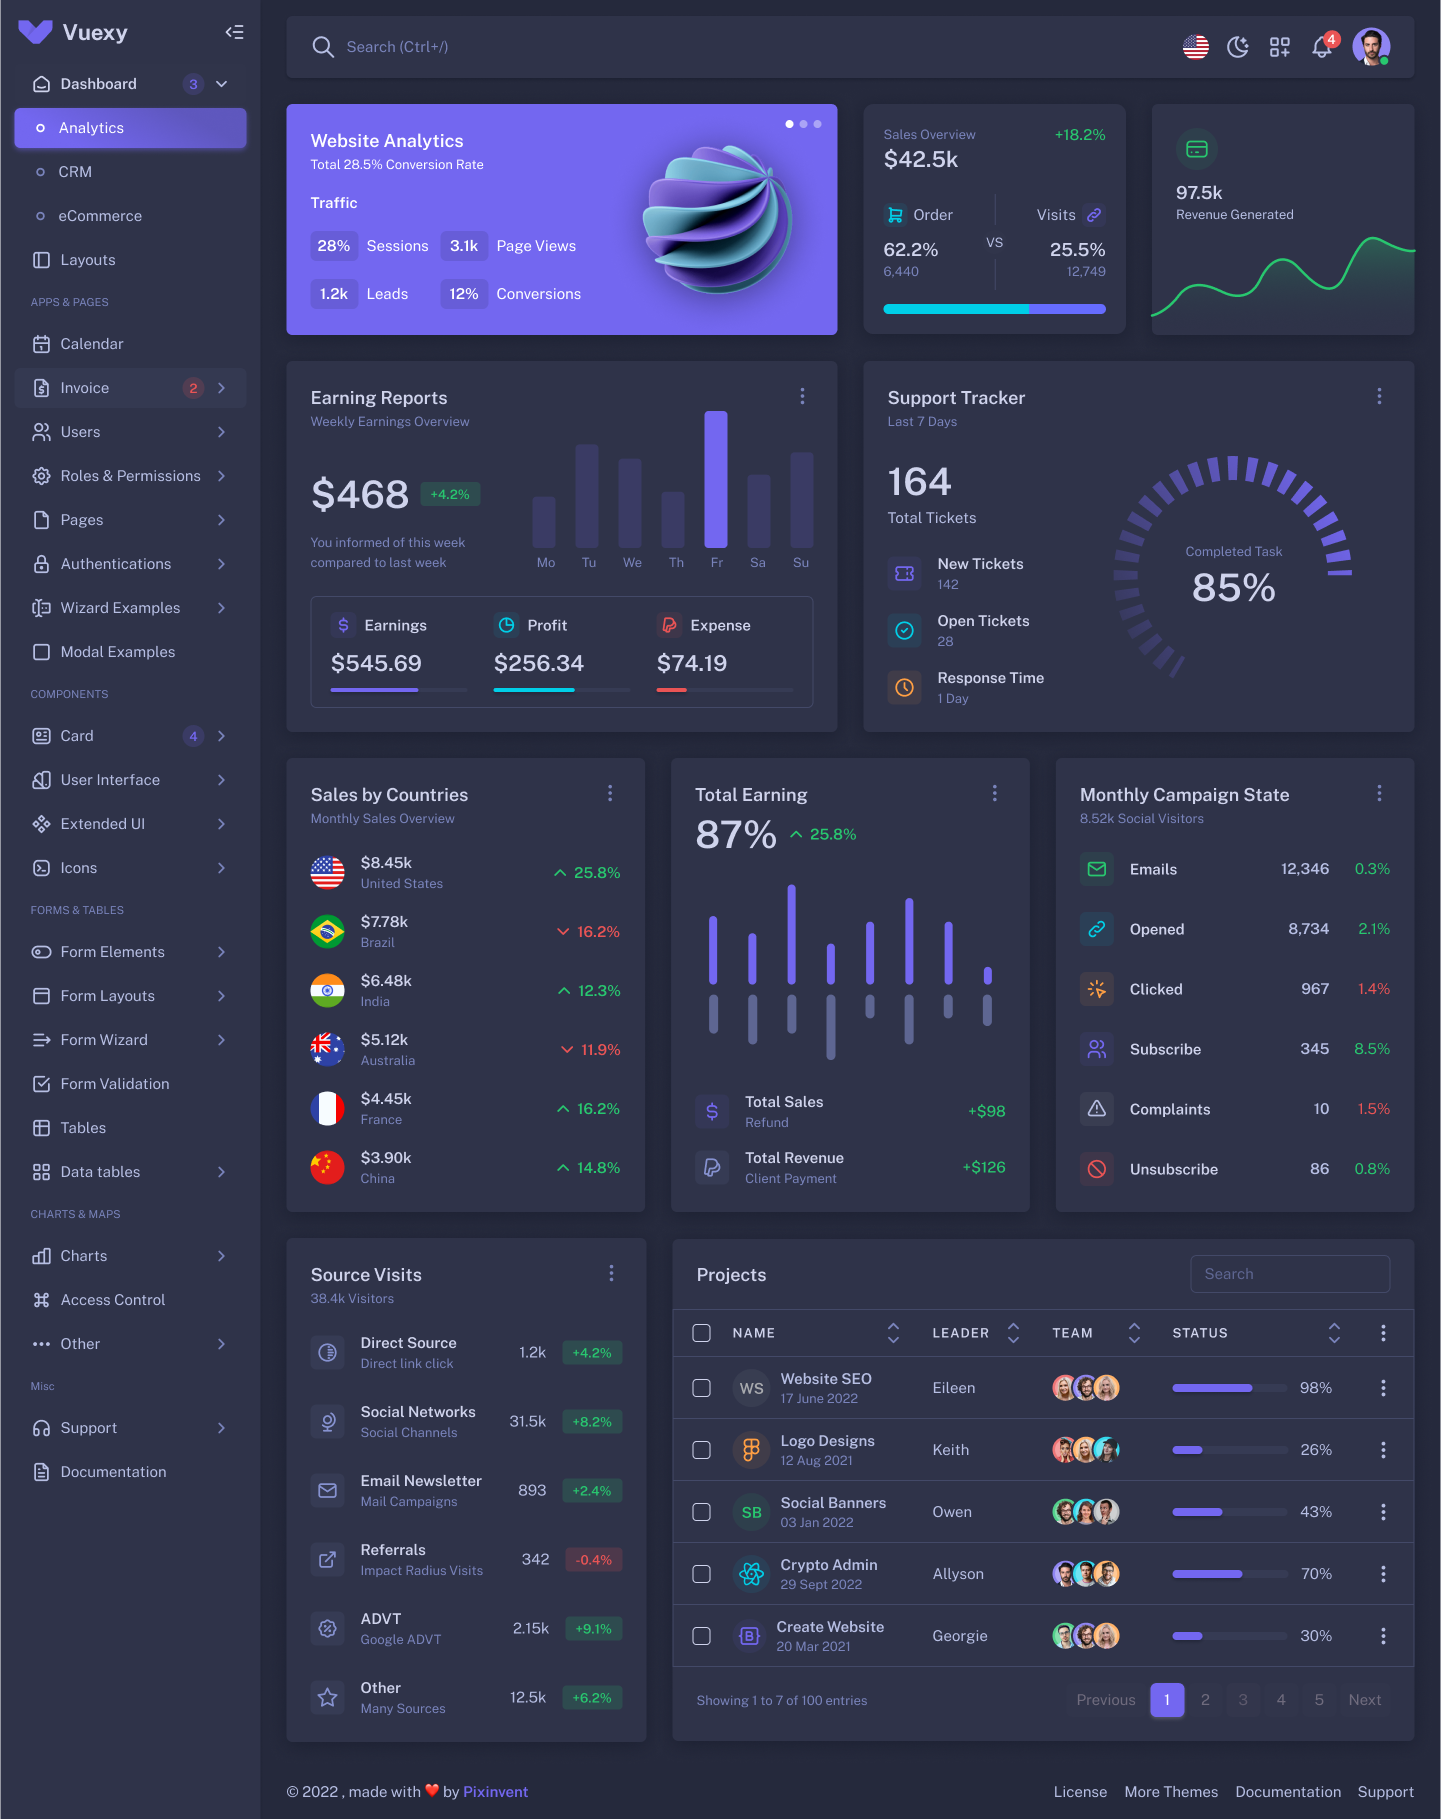 Vuexy
Dashboard 3
Analytics
CRM
eCommerce
Layouts
APPS & PAGES
Calendar
Invoice 2
Users
Roles & Permissions
Pages
Authentications
Wizard Examples
Modal Examples
COMPONENTS
Card 4
User Interface
Extended UI
Icons
FORMS & TABLES
Form Elements
Form Layouts
Form Wizard
Form Validation
Tables
Data tables
CHARTS & MAPS
Charts
Access Control
Other
Misc
Support
Documentation
Search (Ctrl+/)
4
Website Analytics
Total 28.5% Conversion Rate
Traffic
28% Sessions 3.1k Page Views
1.2k Leads 12% Conversions
Sales Overview +18.2%
$42.5k
Order Visits
VS
62.2% 25.5%
6,440 12,749
97.5k
Revenue Generated
Earning Reports
Weekly Earnings Overview
$468 +4.2%
You informed of this week
compared to last week
Mo Tu We Th Fr Sa Su
Earnings Profit Expense
$545.69 $256.34 $74.19
Support Tracker
Last 7 Days
164
Total Tickets
New Tickets
142
Open Tickets
28
Response Time
1 Day
Completed Task
85%
Sales by Countries
Monthly Sales Overview
$8.45k 25.8%
United States
$7.78k 16.2%
Brazil
$6.48k 12.3%
India
$5.12k 11.9%
Australia
$4.45k 16.2%
France
$3.90k 14.8%
China
Total Earning
87% 25.8%
Total Sales +$98
Refund
Total Revenue +$126
Client Payment
Monthly Campaign State
8.52k Social Visitors
Emails 12,346 0.3%
Opened 8,734 2.1%
Clicked 967 1.4%
Subscribe 345 8.5%
Complaints 10 1.5%
Unsubscribe 86 0.8%
Source Visits
38.4k Visitors
Direct Source 1.2k +4.2%
Direct link click
Social Networks 31.5k +8.2%
Social Channels
Email Newsletter 893 +2.4%
Mail Campaigns
Referrals 342 -0.4%
Impact Radius Visits
ADVT 2.15k +9.1%
Google ADVT
Other 12.5k +6.2%
Many Sources
Projects Search
NAME LEADER TEAM STATUS
WS Website SEO Eileen 98%
17 June 2022
Logo Designs Keith 26%
12 Aug 2021
SB Social Banners Owen 43%
03 Jan 2022
Crypto Admin Allyson 70%
29 Sept 2022
B Create Website Georgie 30%
20 Mar 2021
Showing 1 to 7 of 100 entries Previous 1 2 3 4 5 Next
© 2022 , made with ❤️ by Pixinvent License More Themes Documentation Support